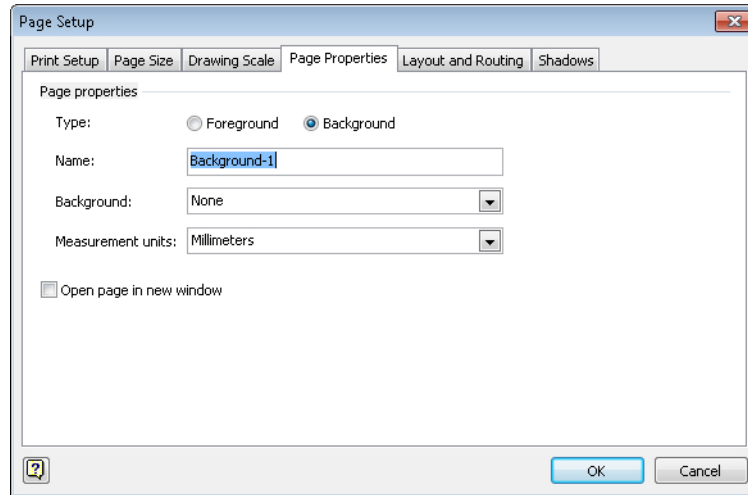 Page Setup
Print Setup Page Size Drawing Scale Page Properties Layout and Routing Shadows
Page properties
Type: Foreground Background
Name: Background-1
Background: None
Measurement units: Millimeters
Open page in new window
? OK Cancel